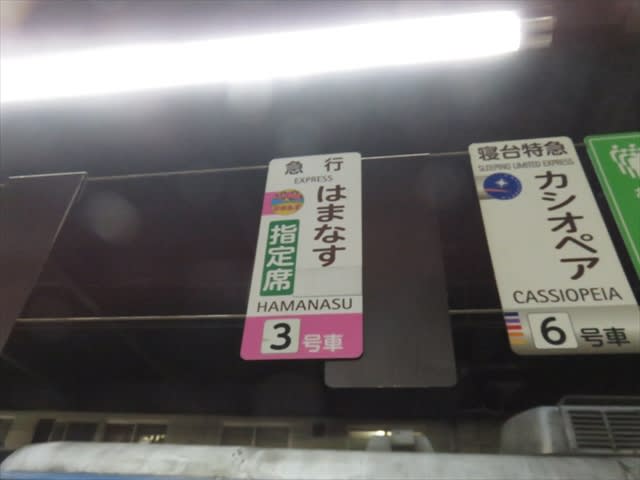 急行
EXPRESS
はまなす
指定席
HAMANASU
3号車
寝台特急
SLEEPING LIMITED EXPRESS
カシオペア
CASSIOPEIA
6号車